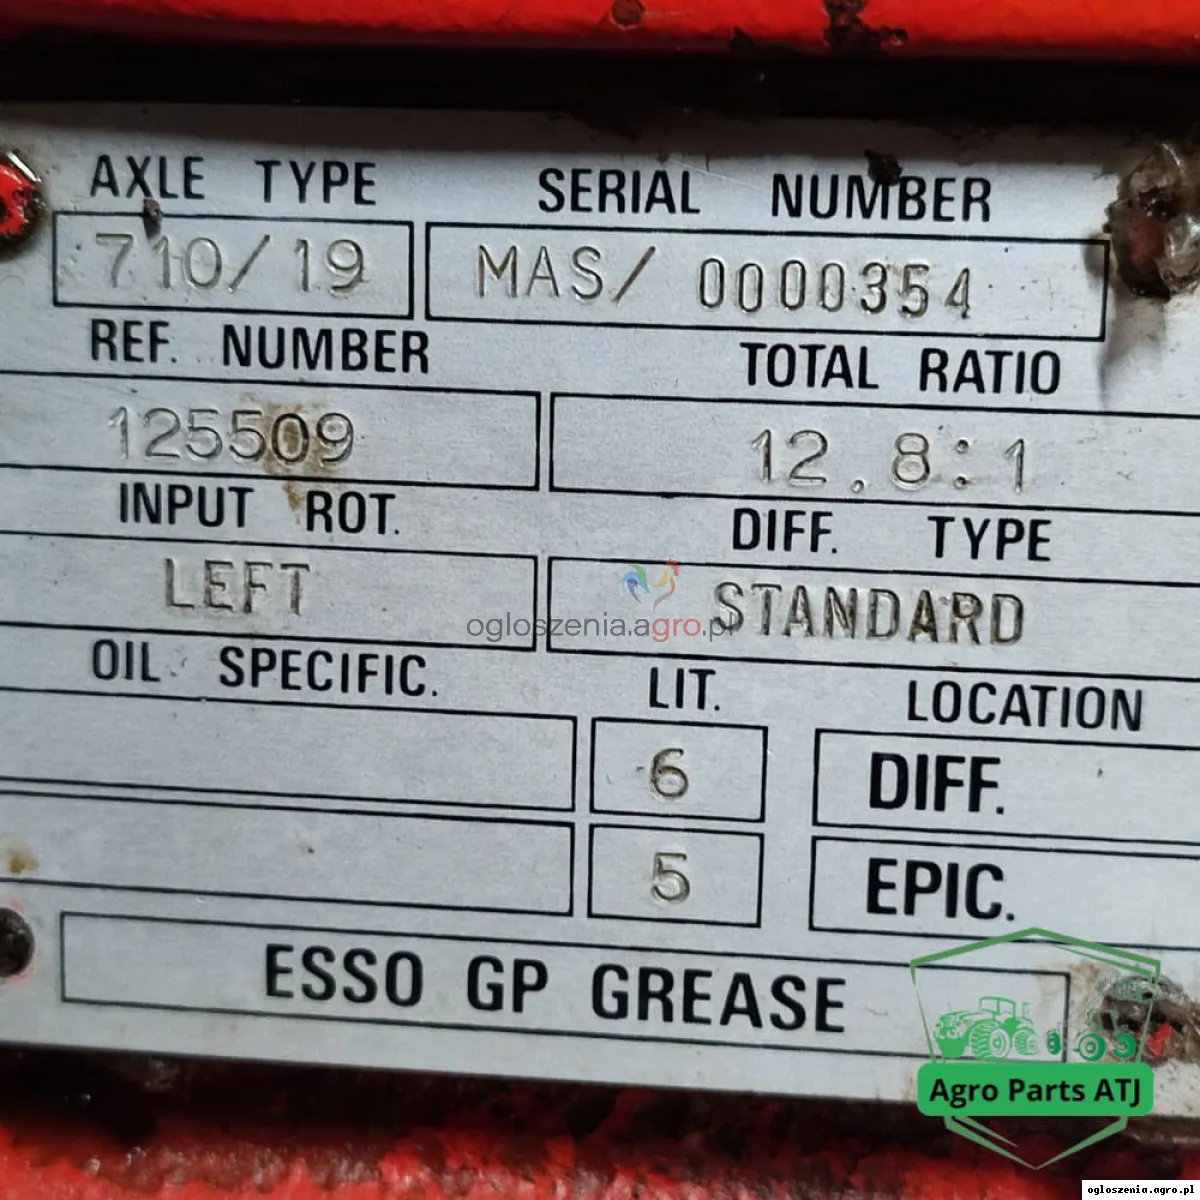 AXLE TYPE SERIAL NUMBER
710/19 MAS/ 0000354
REF. NUMBER TOTAL RATIO
125509 12.8:1
INPUT ROT. DIFF. TYPE
LEFT STANDARD
ogloszenia.agro.pl
OIL SPECIFIC. LIT. LOCATION
6 DIFF.
5 EPIC.
ESSO GP GREASE
Agro Parts ATJ
ogloszenia.agro.pl